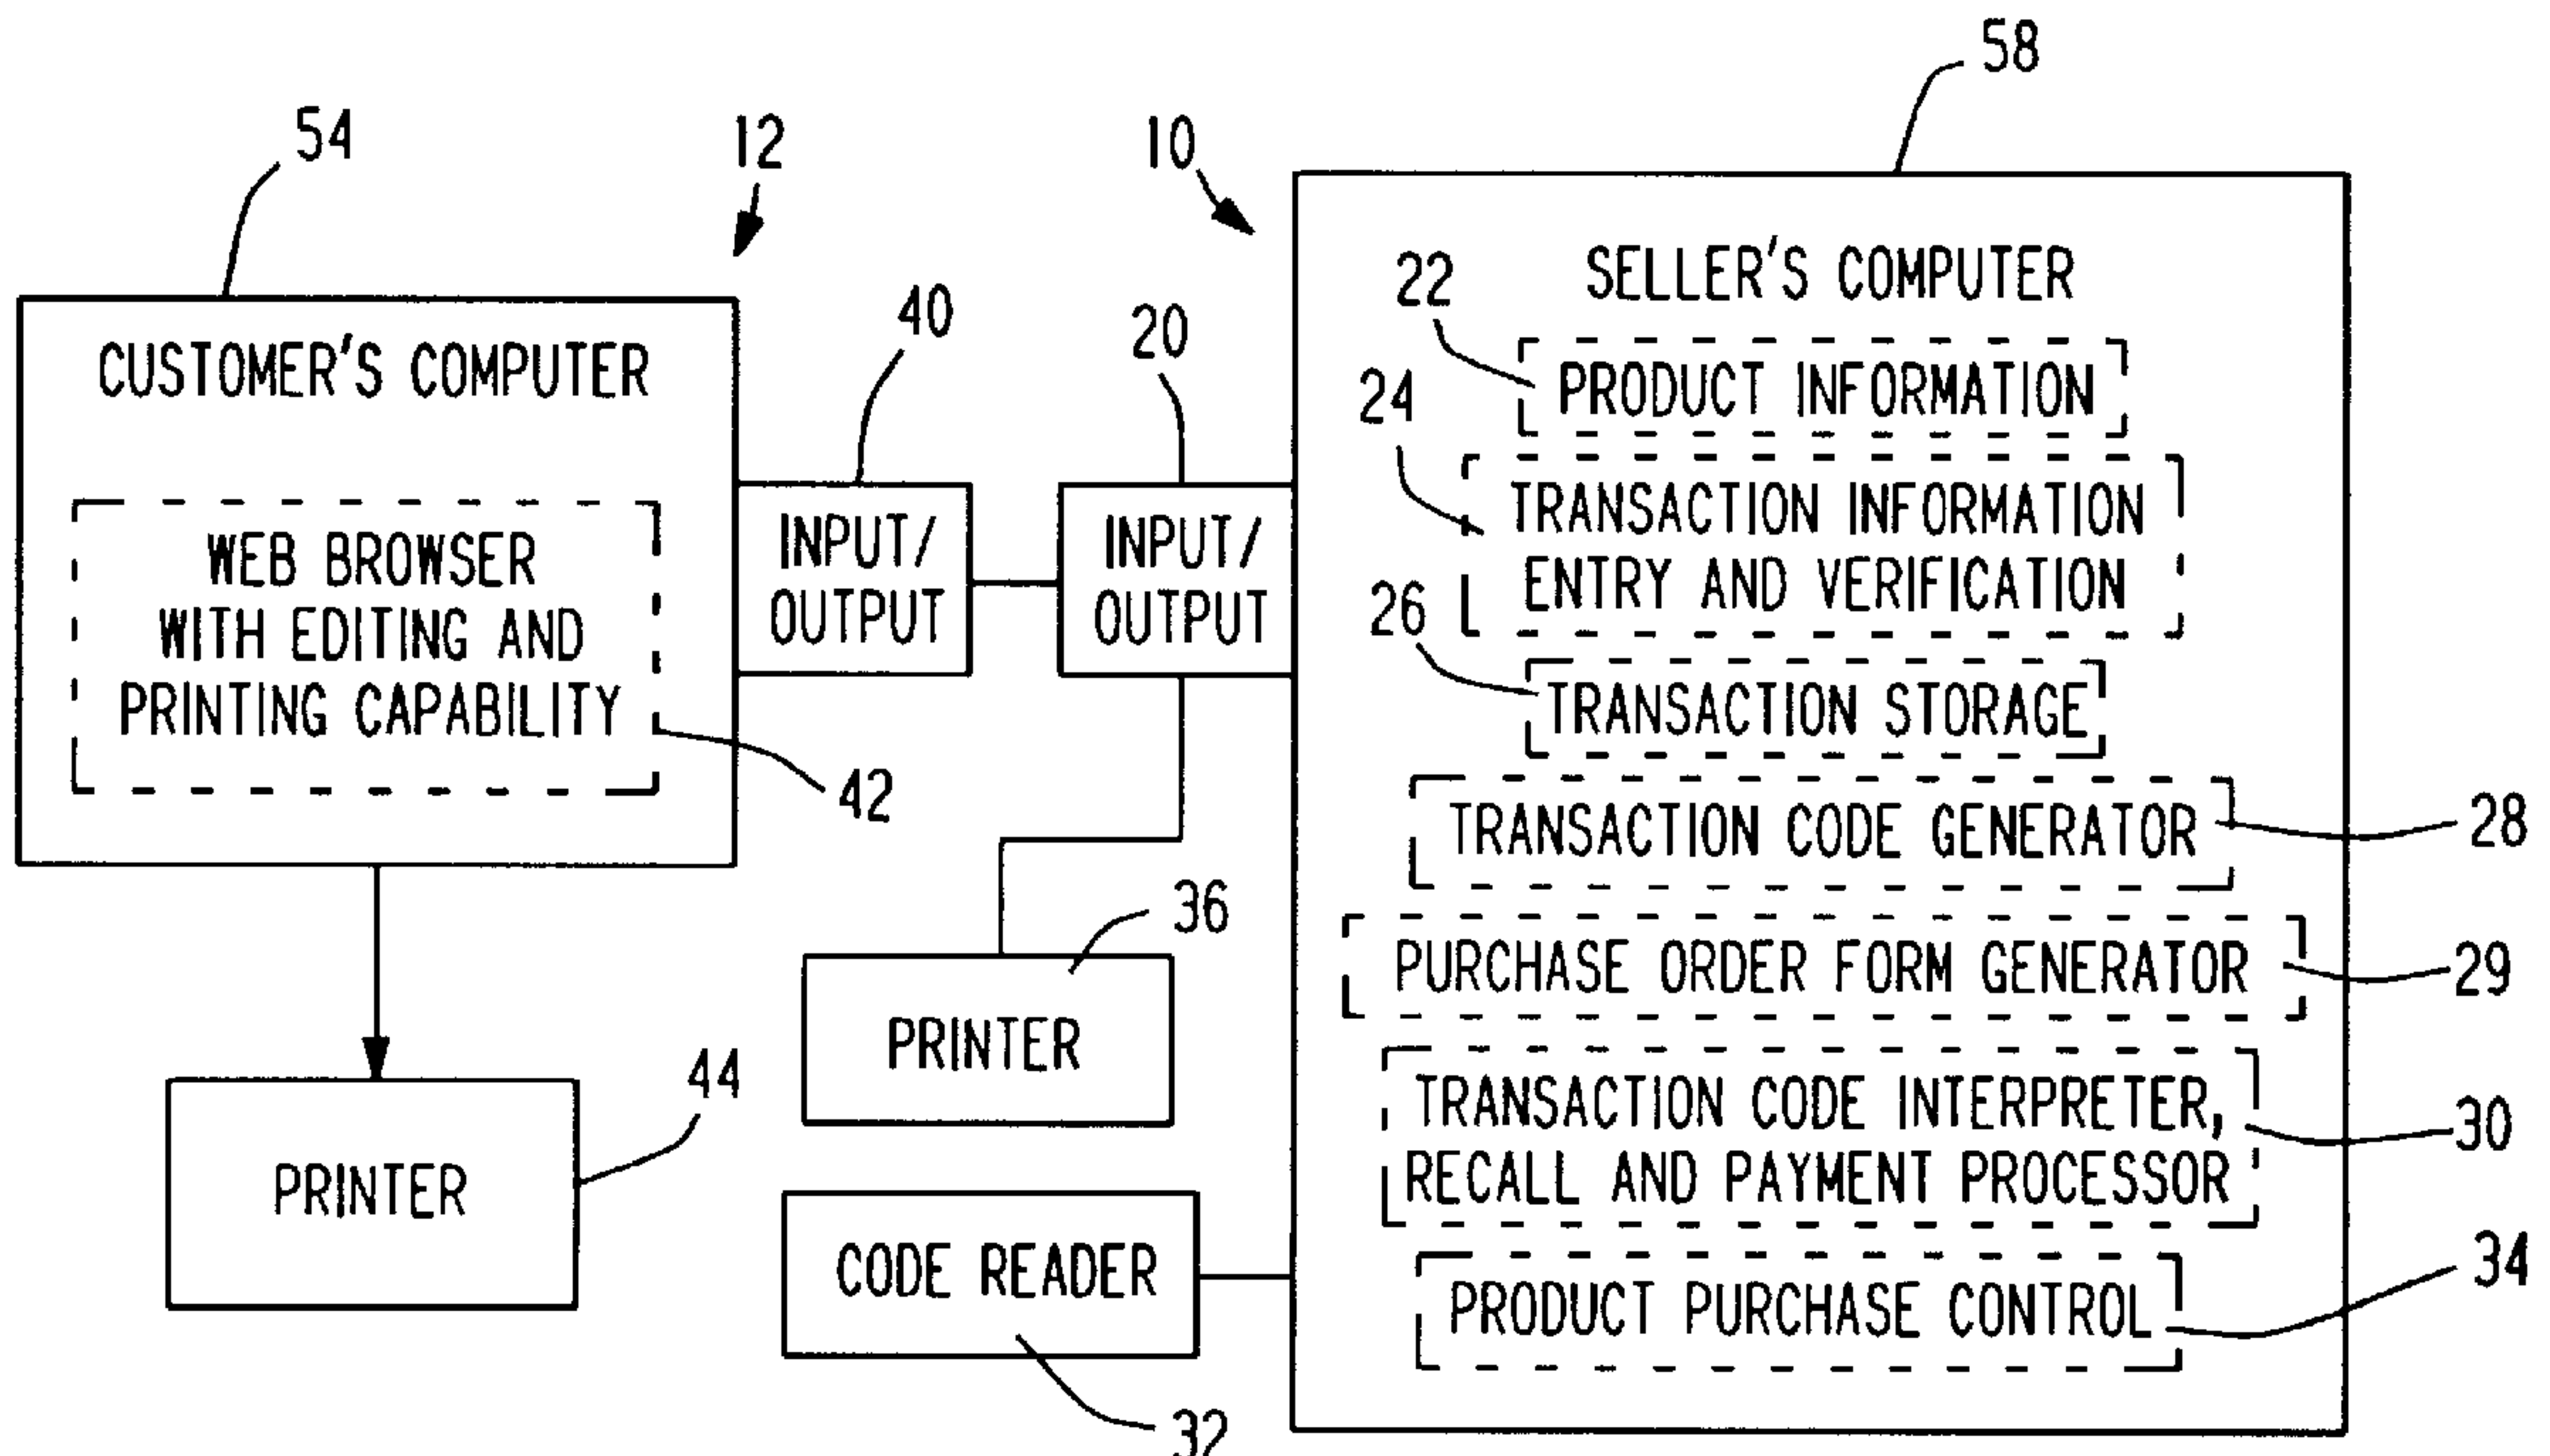 58
54
12
10
SELLER'S COMPUTER
22
40
20
CUSTOMER'S COMPUTER
PRODUCT INFORMATION
24
TRANSACTION INFORMATION
ENTRY AND VERIFICATION
INPUT/
OUTPUT
INPUT/
OUTPUT
WEB BROWSER
WITH EDITING AND
PRINTING CAPABILITY
26
TRANSACTION STORAGE
42
TRANSACTION CODE GENERATOR
28
36
PURCHASE ORDER FORM GENERATOR
29
PRINTER
44
TRANSACTION CODE INTERPRETER,
RECALL AND PAYMENT PROCESSOR
30
PRINTER
CODE READER
34
PRODUCT PURCHASE CONTROL
32